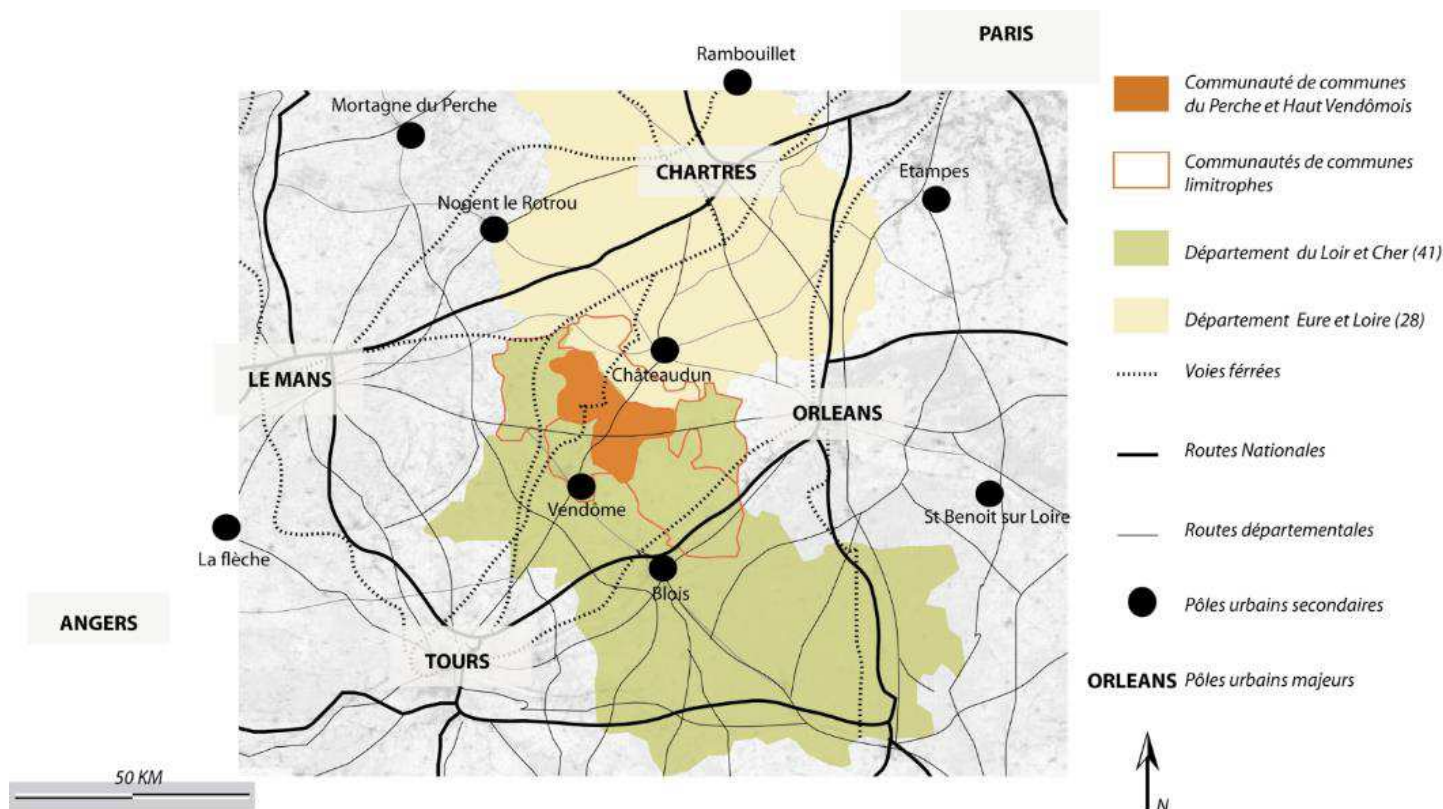 PARIS
Rambouillet
Mortagne du Perche
CHARTRES
Etampes
Nogent le Rotrou
LE MANS
Châteaudun
ORLEANS
Vendôme
St Benoit sur Loire
La flèche
Blois
ANGERS
TOURS
50 KM
Communauté de communes
du Perche et Haut Vendômois
Communautés de communes
limitrophes
Département du Loir et Cher (41)
Département Eure et Loire (28)
Voies férrées
Routes Nationales
Routes départementales
Pôles urbains secondaires
ORLEANS Pôles urbains majeurs
N